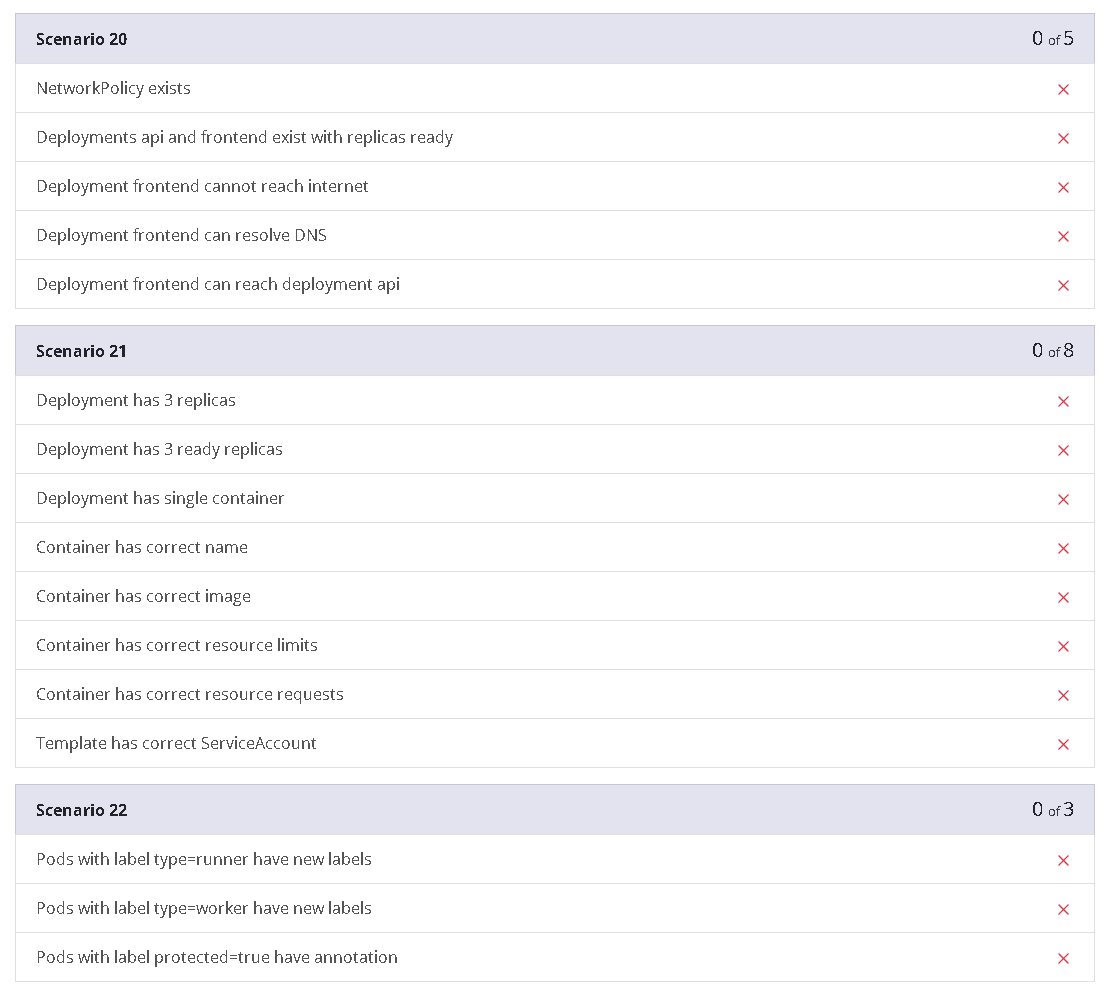 Scenario 20 0 of 5
NetworkPolicy exists
Deployments api and frontend exist with replicas ready
Deployment frontend cannot reach internet
Deployment frontend can resolve DNS
Deployment frontend can reach deployment api
Scenario 21 0 of 8
Deployment has 3 replicas
Deployment has 3 ready replicas
Deployment has single container
Container has correct name
Container has correct image
Container has correct resource limits
Container has correct resource requests
Template has correct ServiceAccount
Scenario 22 0 of 3
Pods with label type=runner have new labels
Pods with label type=worker have new labels
Pods with label protected=true have annotation